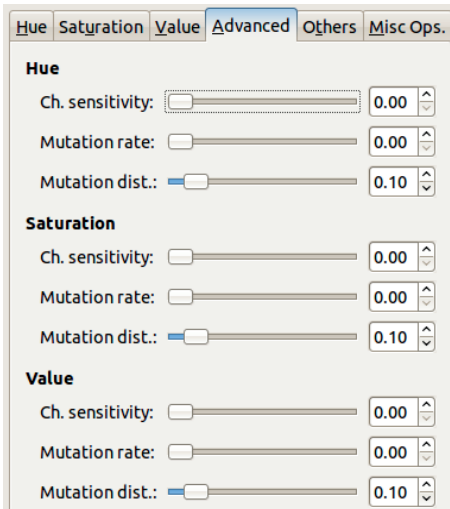 Hue Saturation Value Advanced Others Misc Ops.
Hue
Ch. sensitivity: 0.00
Mutation rate: 0.00
Mutation dist.: 0.10
Saturation
Ch. sensitivity: 0.00
Mutation rate: 0.00
Mutation dist.: 0.10
Value
Ch. sensitivity: 0.00
Mutation rate: 0.00
Mutation dist.: 0.10